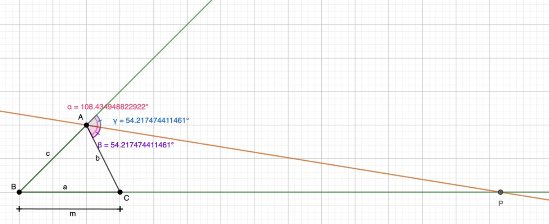 α = 108.434948822922°
A
γ = 54.217474411461°
β = 54.217474411461°
c
b
B
a
C
P
m